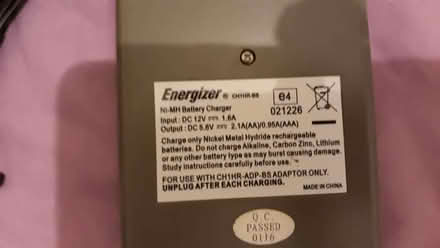 Energizer® CH1HR-B5
Ni-MH Battery Charger
e4
021226
Input : DC 12V 1.6A
Output : DC 5.6V 2.1A(AA)/0.95A(AAA)
Charge only Nickel Metal Hydride rechargeable
batteries. Do not charge Alkaline, Carbon Zinc, Lithium
or any other battery type as may burst causing damage.
Study instructions carefully before use.
FOR USE WITH CH1HR-ADP-B5 ADAPTOR ONLY.
UNPLUG AFTER EACH CHARGING.
MADE IN CHINA
Q.C.
PASSED
0116